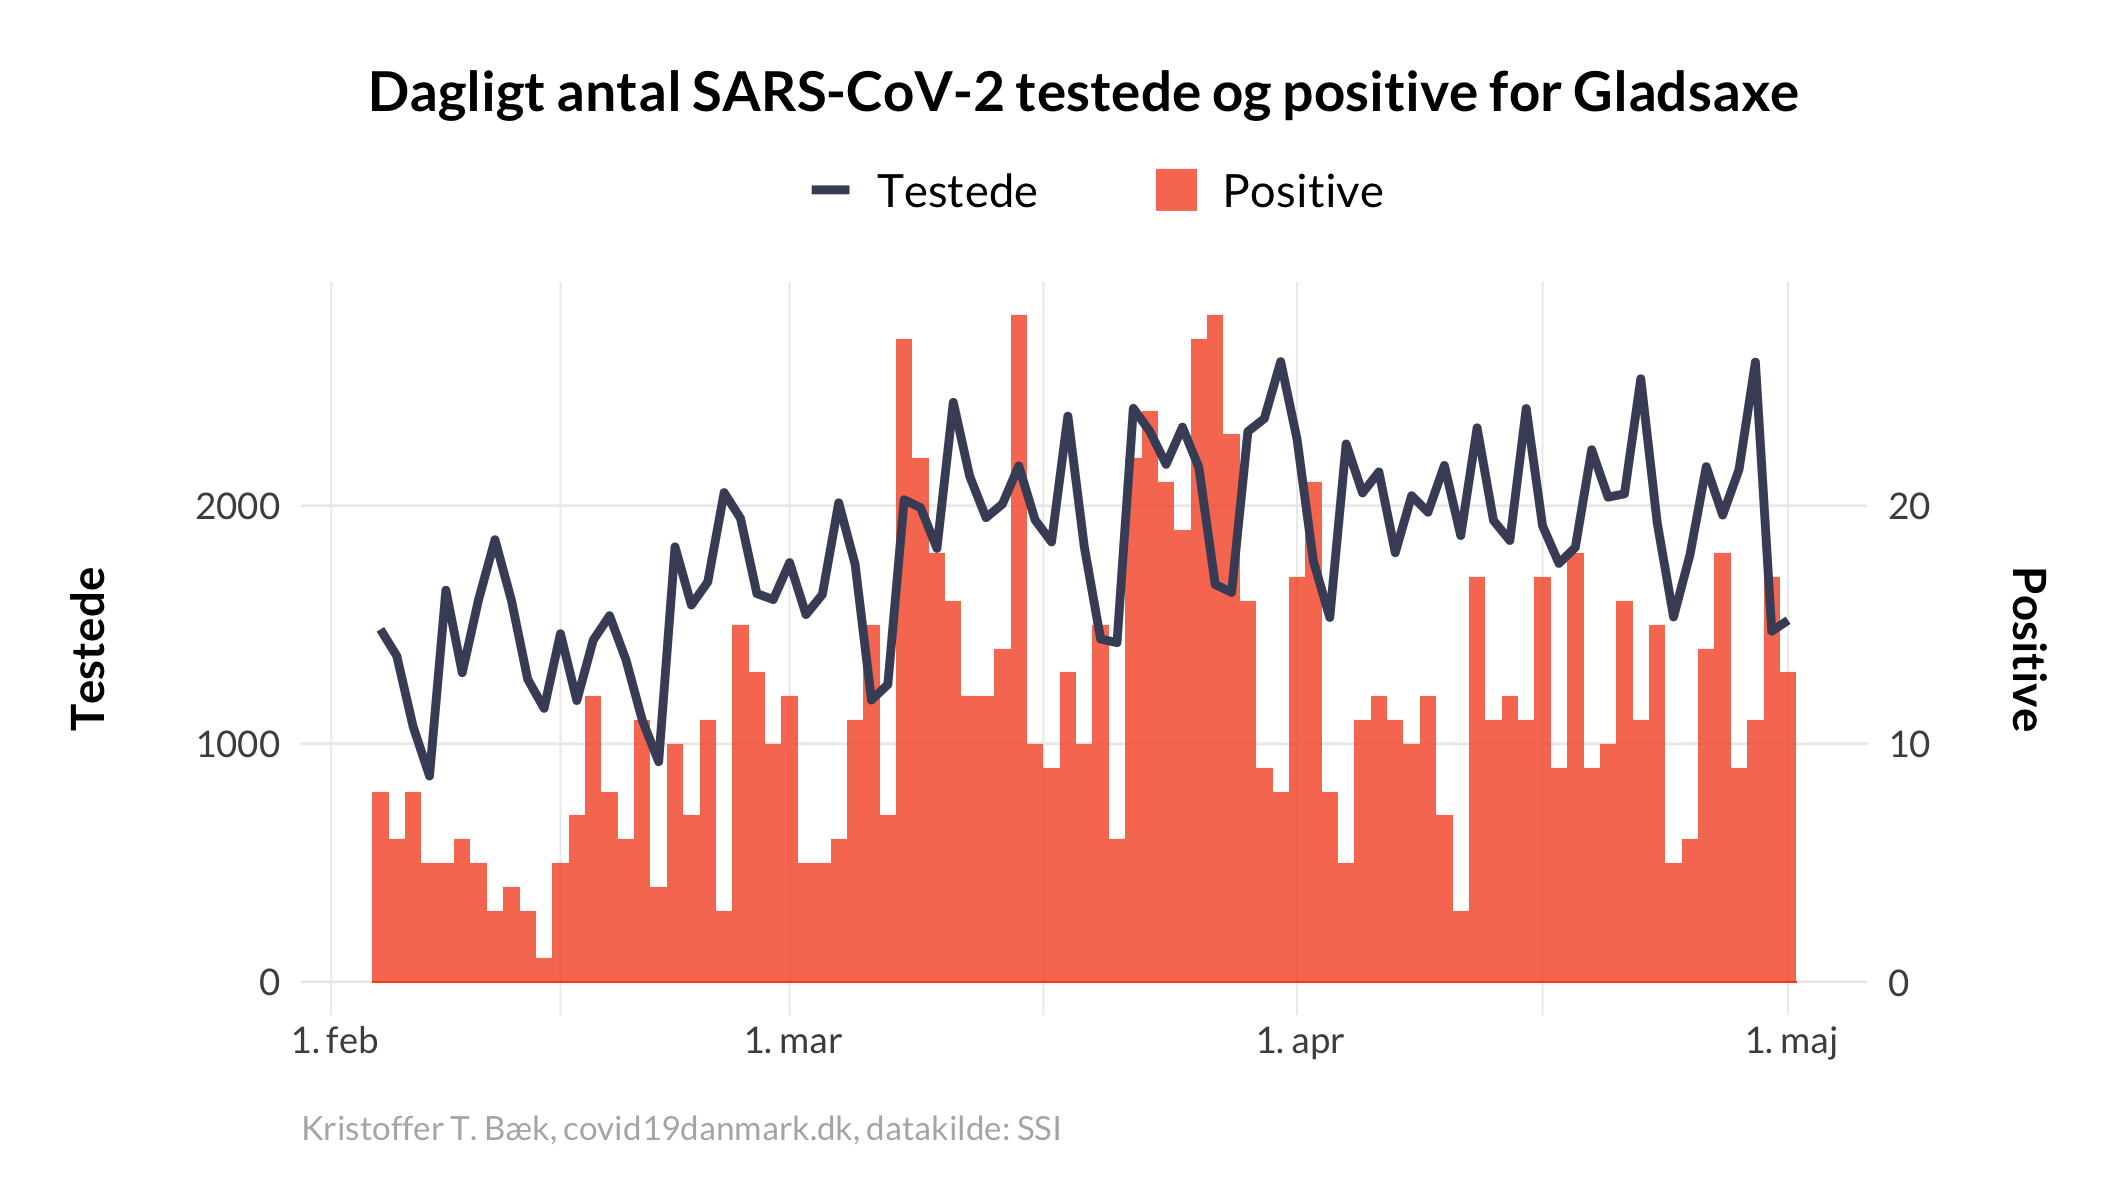 Dagligt antal SARS-CoV-2 testede og positive for Gladsaxe
Testede
Positive
Testede
2000
1000
0
20
10
0
Positive
1. feb
1. mar
1. apr
1. maj
Kristoffer T. Bæk, covid19danmark.dk, datakilde: SSI